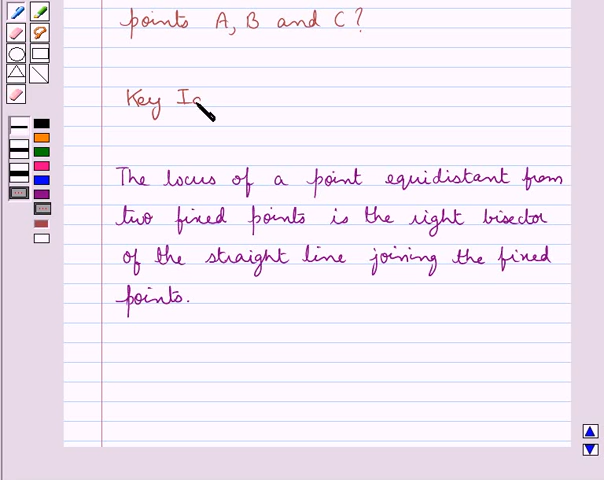 points A, B and C?
Key I
The locus of a point equidistant from
two fixed points is the right bisector
of the straight line joining the fixed
points.